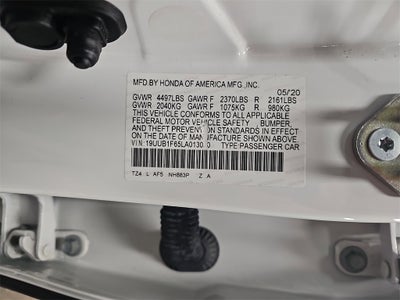 05/20
MFD.BY HONDA OF AMERICA MFG.,INC.
GVWR 4497LBS GAWR F 2370LBS R 2161LBS
GVWR 2040KG GAWR F 1075KG R 980KG
THIS VEHICLE CONFORMS TO ALL APPLICABLE
FEDERAL MOTOR VEHICLE SAFETY BUMPER,
AND THEFT PREVENTION STANDARDS IN EFFECT
ON THE DATE OF MANUFACTURE SHOWN ABOVE.
V.I.N: TYPE:PASSENGER CAR
TZ4 L AF5 NH883P Z A